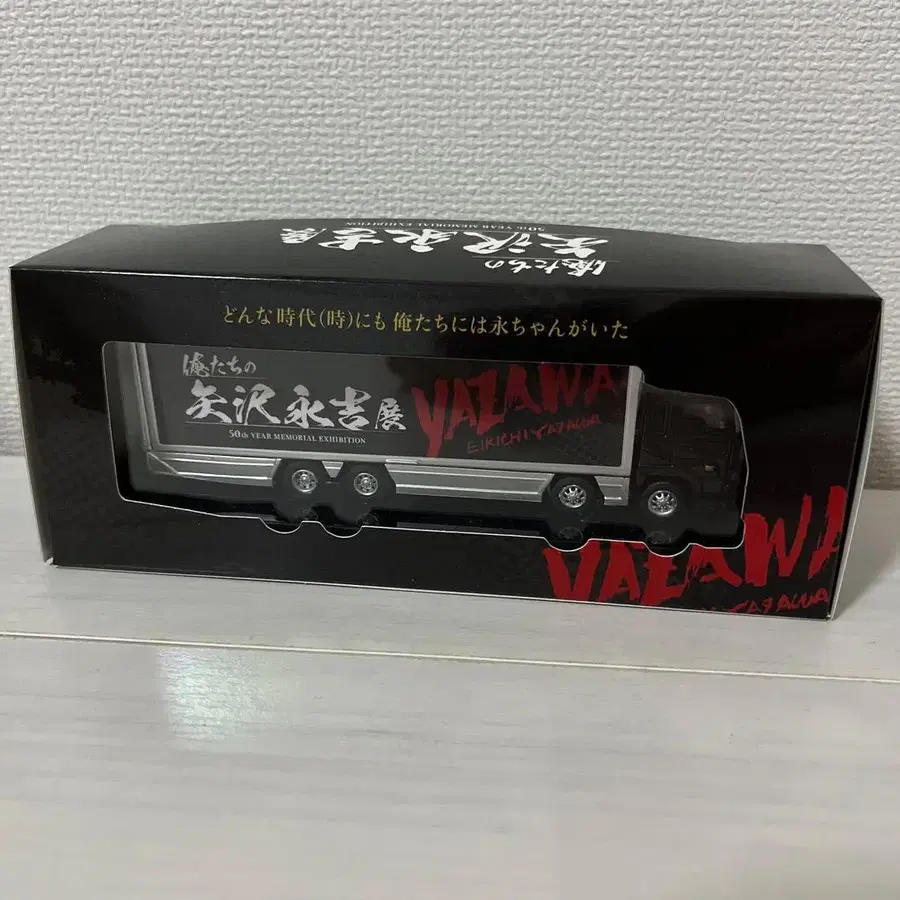 俺たちの
矢沢永吉展
50th YEAR MEMORIAL EXHIBITION
どんな時代(時)にも 俺たちには永ちゃんがいた
俺たちの
矢沢永吉展
50th YEAR MEMORIAL EXHIBITION
YAZAWA
EIKICHI YAZAWA
YAZAWA
YAZAWA